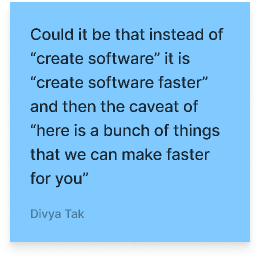 Could it be that instead of
“create software” it is
“create software faster”
and then the caveat of
“here is a bunch of things
that we can make faster
for you”
Divya Tak